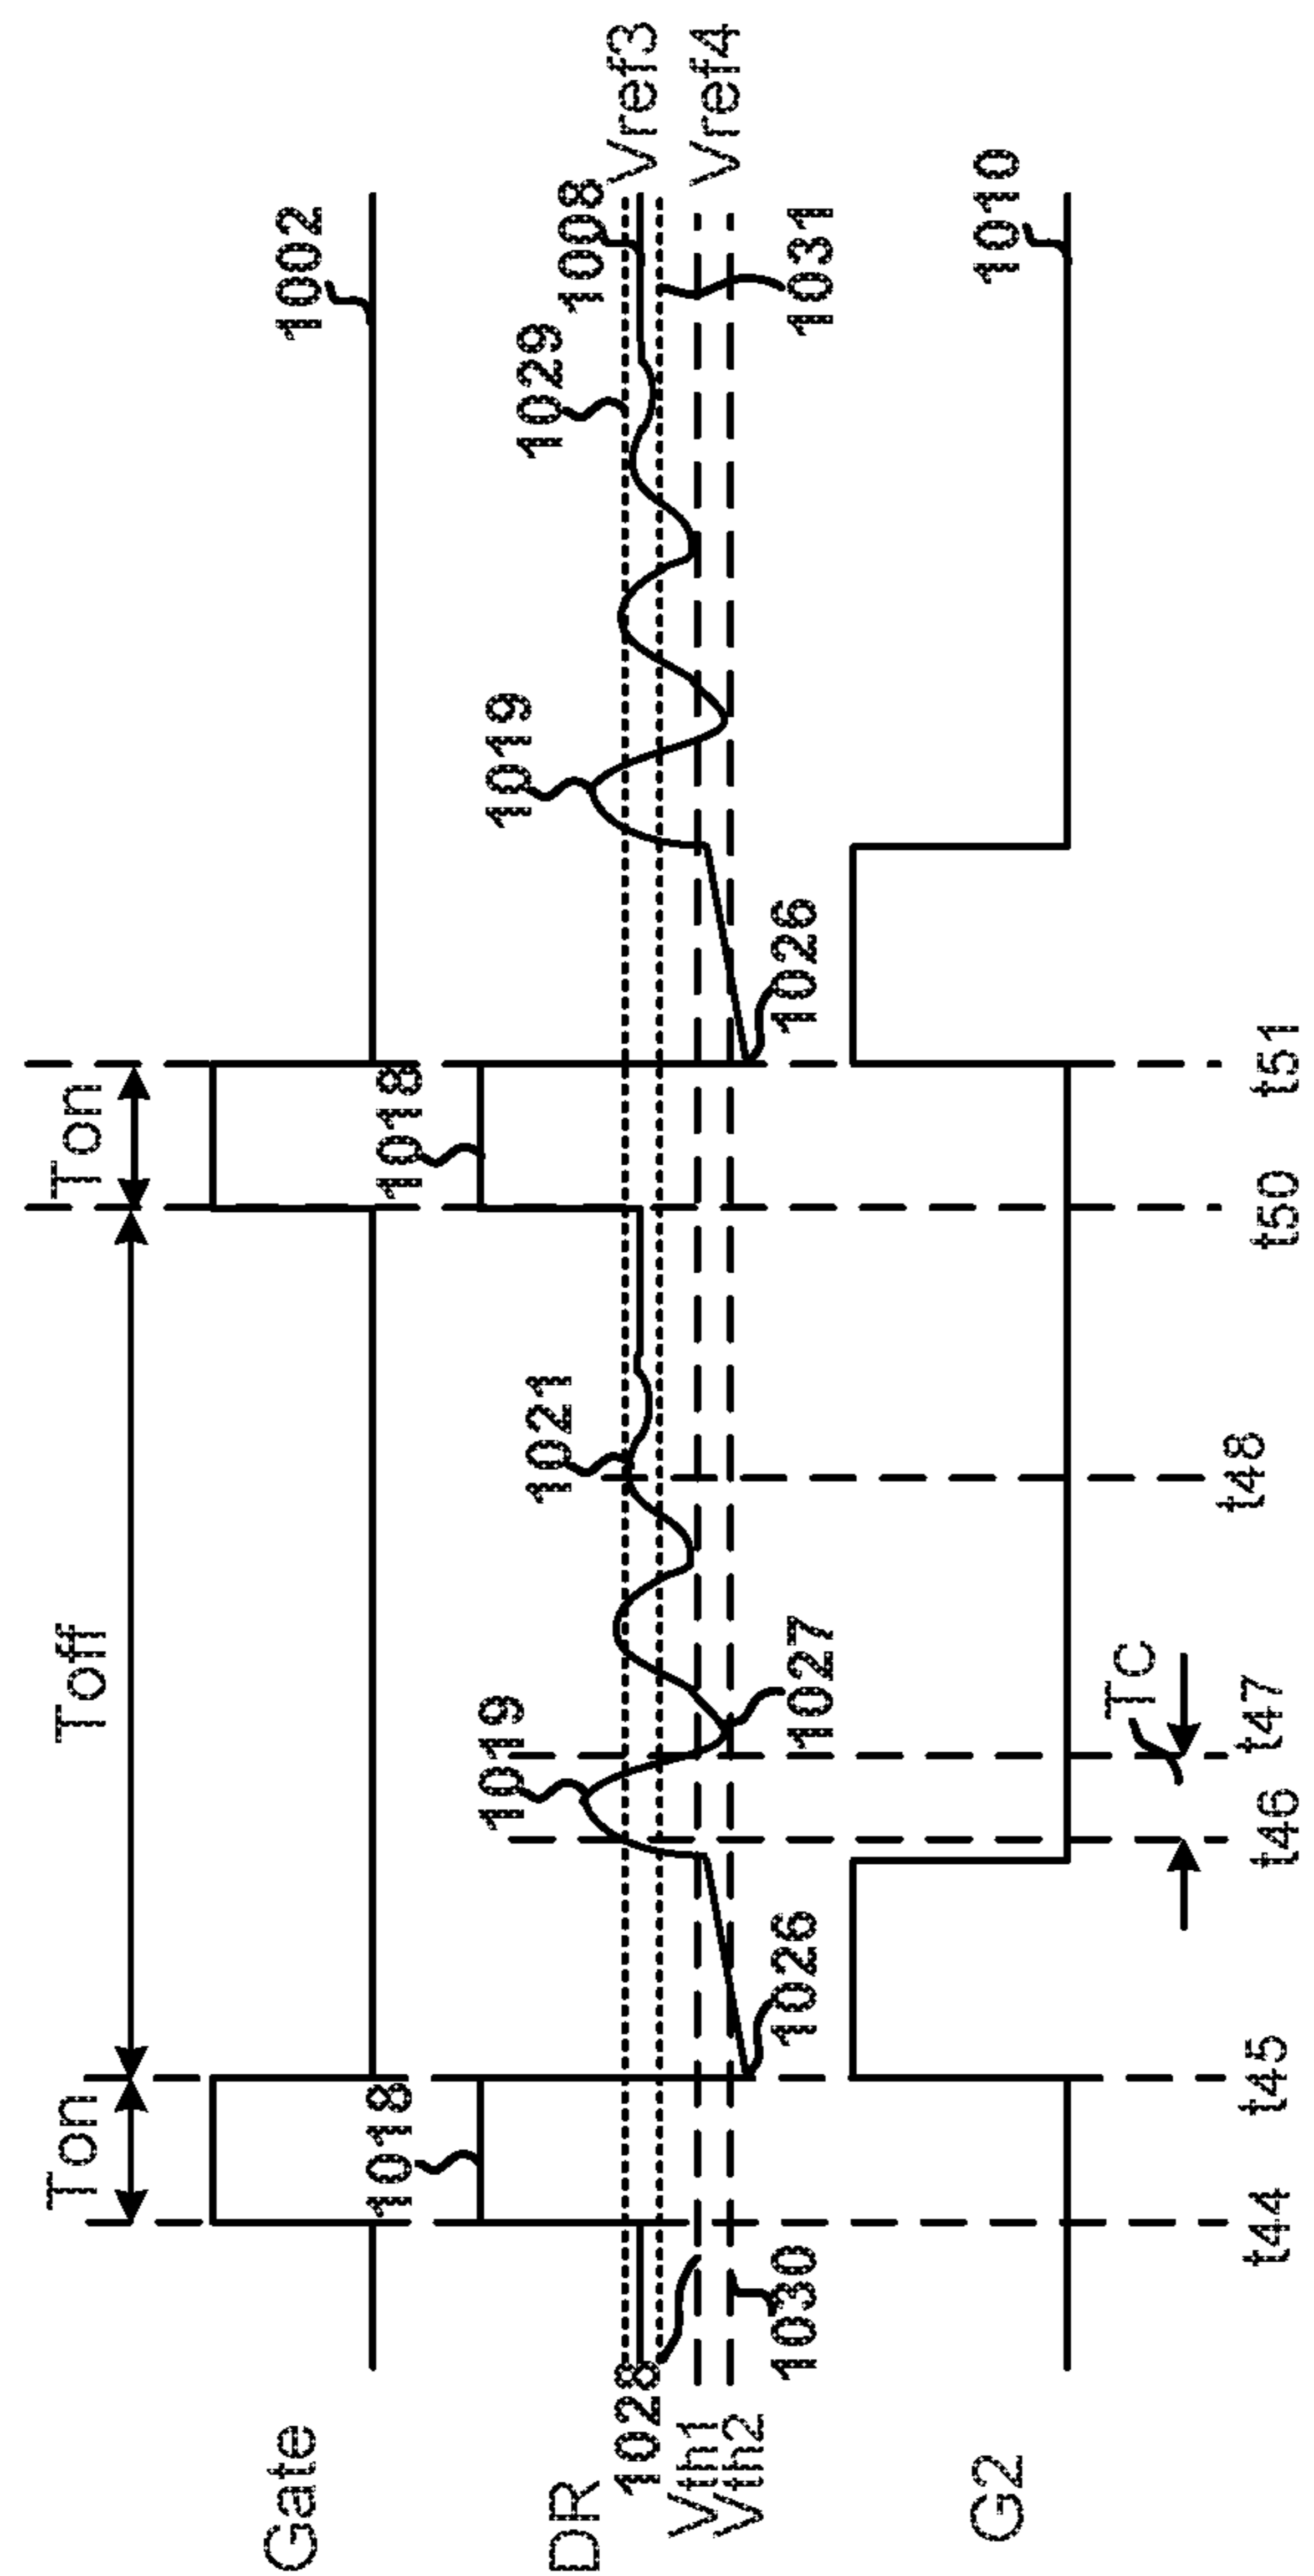 Ton
Toff
Ton
Gate
1002
1018
1018
DR
1019
1021
1019
1029
1008
Vref3
1028
Vth1
Vth2
1030
1026
1027
1026
1031
Vref4
G2
1010
TC
t44
t45
t46
t47
t48
t50
t51